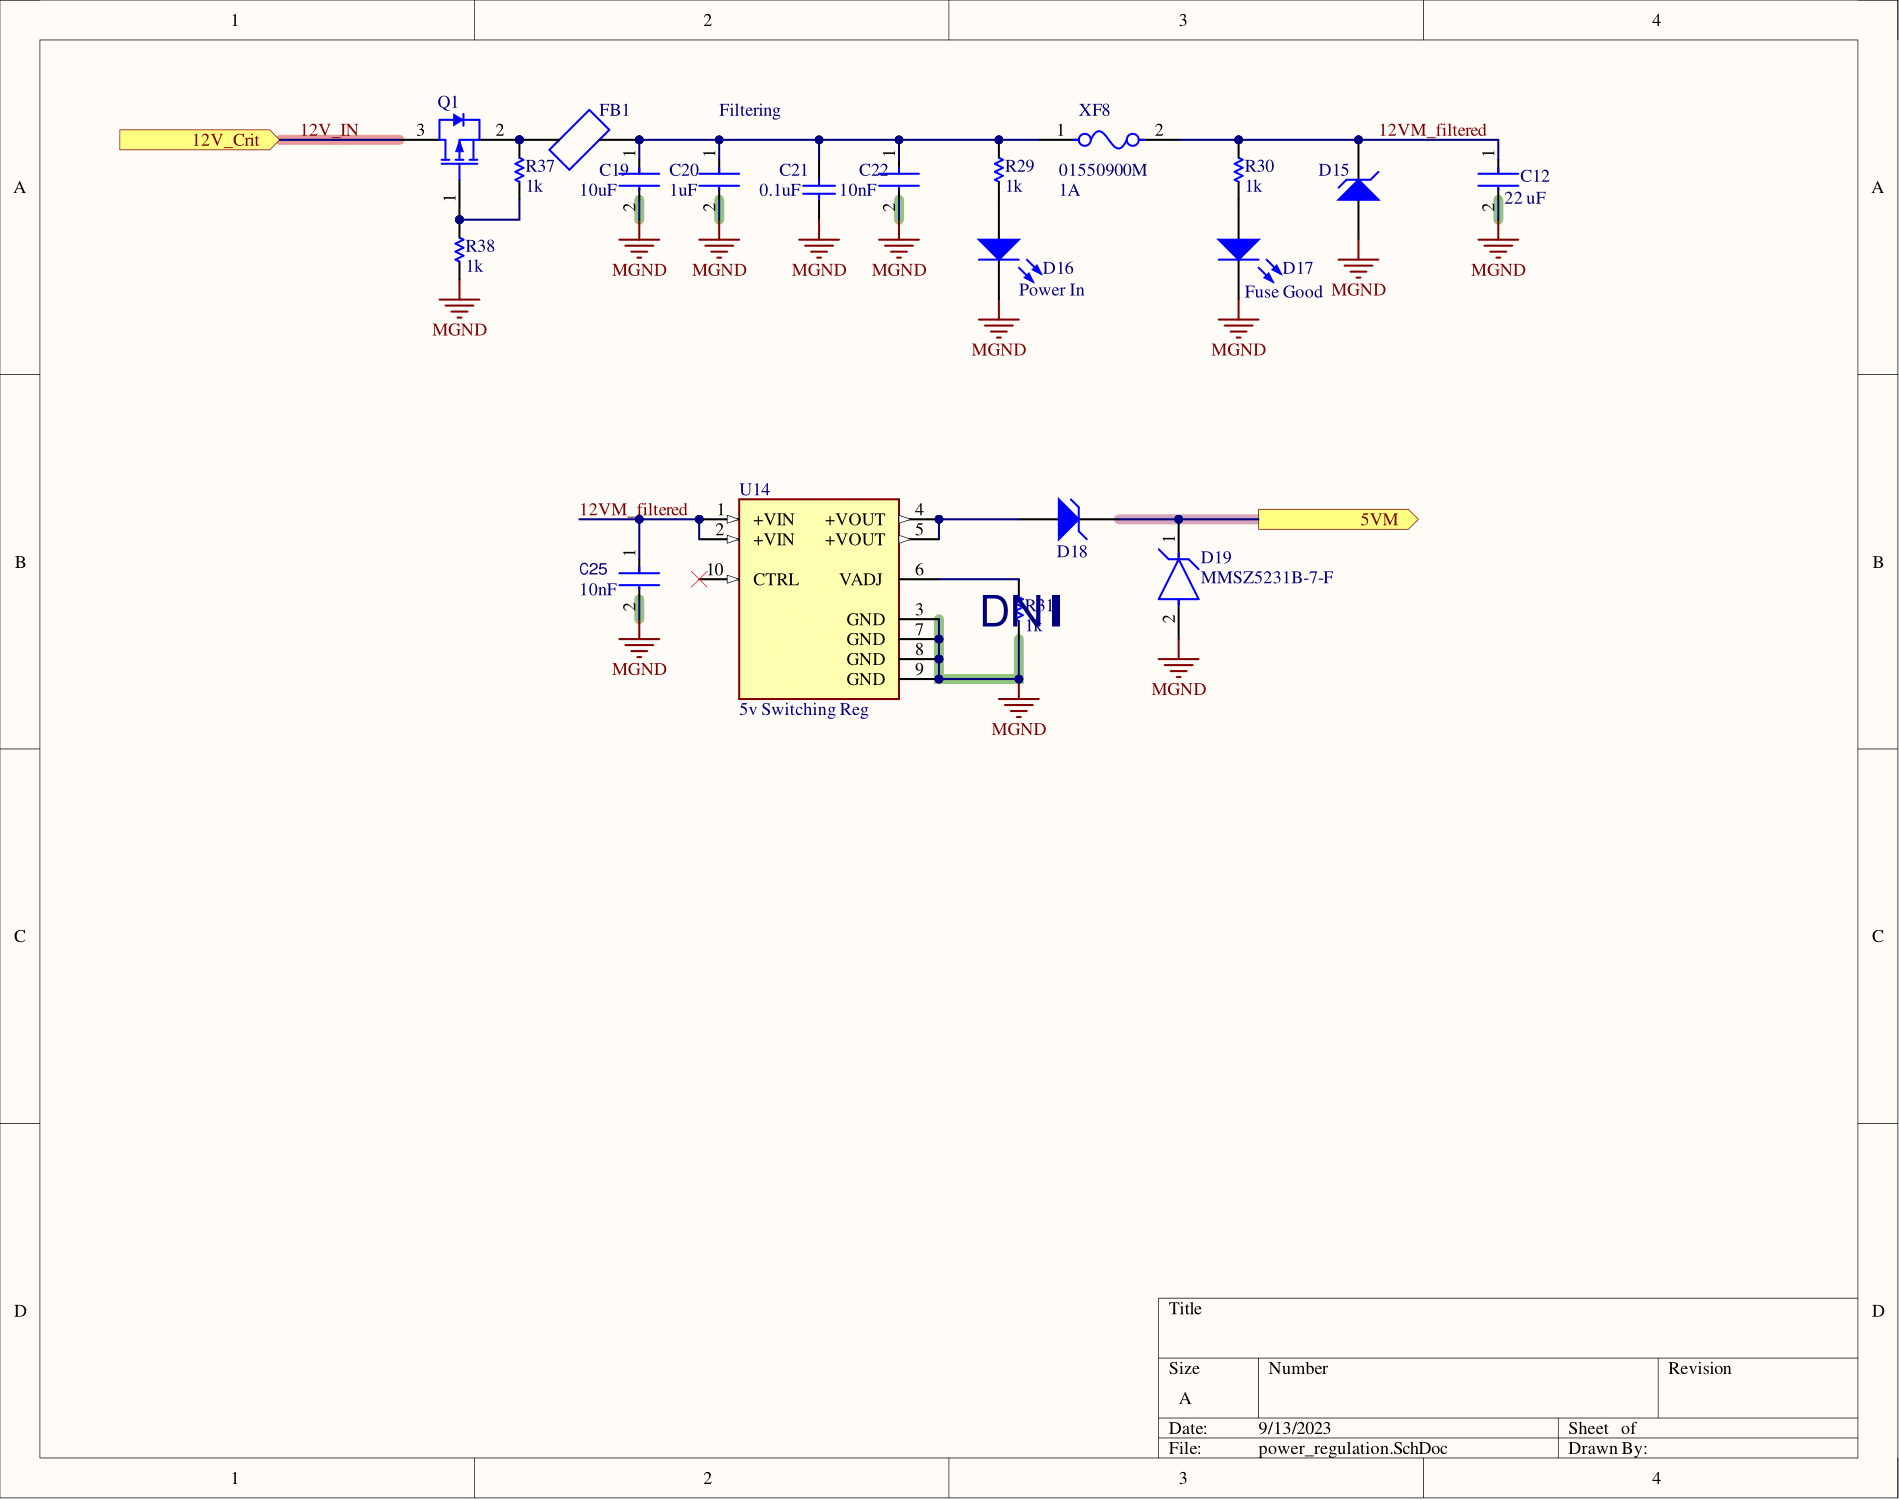 1 2 3 4
A A
B B
C C
D D
1 2 3 4
12V_Crit
12V_IN
Q1
3 2
1
R37
1k
R38
1k
MGND
FB1
Filtering
1
C19
10uF
2
MGND
1
C20
1uF
2
MGND
C21
0.1uF
MGND
1
C22
10nF
2
MGND
R29
1k
D16
Power In
MGND
XF8
1 2
01550900M
1A
R30
1k
D17
Fuse Good
MGND
D15
MGND
12VM_filtered
1
C12
22 uF
2
MGND
12VM_filtered
1
C25
10nF
2
MGND
U14
1 +VIN +VOUT 4
2 +VIN +VOUT 5
10 CTRL VADJ 6
GND 3
GND 7
GND 8
GND 9
5v Switching Reg
DNI
R31
1k
MGND
D18
5VM
1
D19
MMSZ5231B-7-F
2
MGND
Title
Size Number Revision
A
Date: 9/13/2023 Sheet of
File: power_regulation.SchDoc Drawn By: